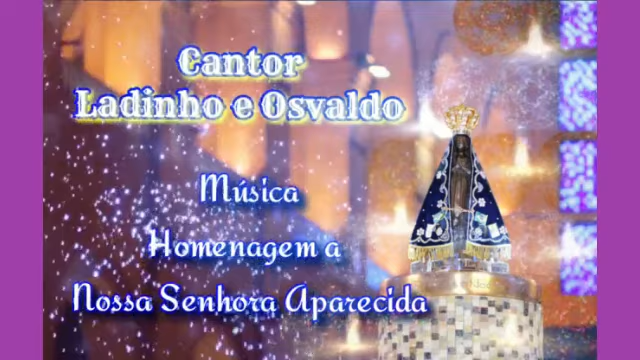 Cantor
Ladinho e Osvaldo
Música
Homenagem a
Nossa Senhora Aparecida